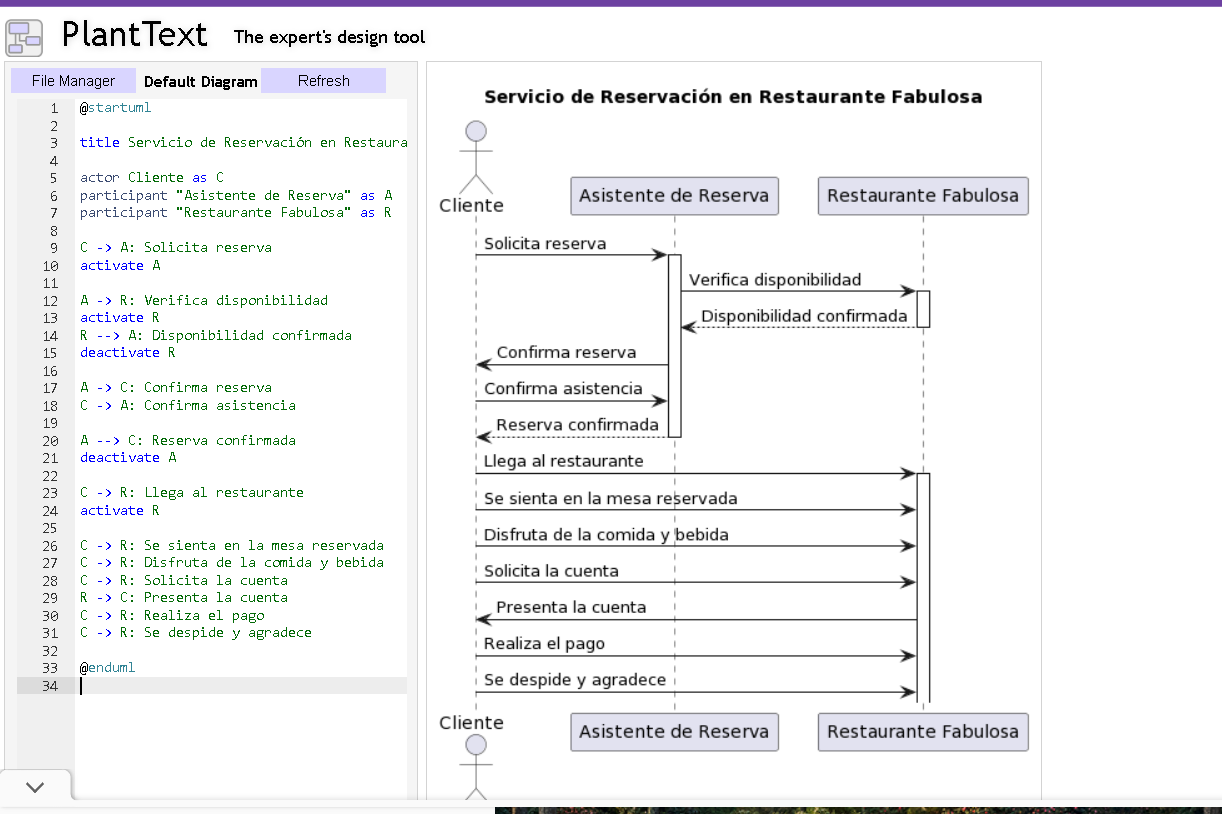 PlantText The expert's design tool
File Manager Default Diagram Refresh
1 @startuml
2
3 title Servicio de Reservación en Restaura
4
5 actor Cliente as C
6 participant "Asistente de Reserva" as A
7 participant "Restaurante Fabulosa" as R
8
9 C -> A: Solicita reserva
10 activate A
11
12 A -> R: Verifica disponibilidad
13 activate R
14 R --> A: Disponibilidad confirmada
15 deactivate R
16
17 A -> C: Confirma reserva
18 C -> A: Confirma asistencia
19
20 A --> C: Reserva confirmada
21 deactivate A
22
23 C -> R: Llega al restaurante
24 activate R
25
26 C -> R: Se sienta en la mesa reservada
27 C -> R: Disfruta de la comida y bebida
28 C -> R: Solicita la cuenta
29 R -> C: Presenta la cuenta
30 C -> R: Realiza el pago
31 C -> R: Se despide y agradece
32
33 @enduml
34
Servicio de Reservación en Restaurante Fabulosa
Cliente Asistente de Reserva Restaurante Fabulosa
Solicita reserva
Verifica disponibilidad
Disponibilidad confirmada
Confirma reserva
Confirma asistencia
Reserva confirmada
Llega al restaurante
Se sienta en la mesa reservada
Disfruta de la comida y bebida
Solicita la cuenta
Presenta la cuenta
Realiza el pago
Se despide y agradece
Cliente Asistente de Reserva Restaurante Fabulosa